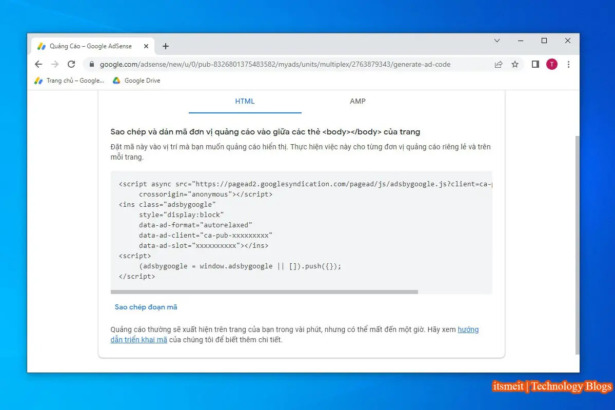 Quảng Cáo – Google AdSense
google.com/adsense/new/u/0/pub-8326801375483582/myads/units/multiplex/2763879343/generate-ad-code
T
Trang chủ – Google...
Google Drive
HTML
AMP
Sao chép và dán mã đơn vị quảng cáo vào giữa các thẻ <body></body> của trang
Đặt mã này vào vị trí mà bạn muốn quảng cáo hiển thị. Thực hiện việc này cho từng đơn vị quảng cáo riêng lẻ và trên
mỗi trang.
<script async src="https://pagead2.googlesyndication.com/pagead/js/adsbygoogle.js?client=ca-p
crossorigin="anonymous"></script>
<ins class="adsbygoogle"
style="display:block"
data-ad-format="autorelaxed"
data-ad-client="ca-pub-xxxxxxxxx"
data-ad-slot="xxxxxxxxxx"></ins>
<script>
(adsbygoogle = window.adsbygoogle || []).push({});
</script>
Sao chép đoạn mã
Quảng cáo thường sẽ xuất hiện trên trang của bạn trong vài phút, nhưng có thể mất đến một giờ. Hãy xem hướng
dẫn triển khai mã của chúng tôi để biết thêm chi tiết.
itsmeit | Technology Blogs